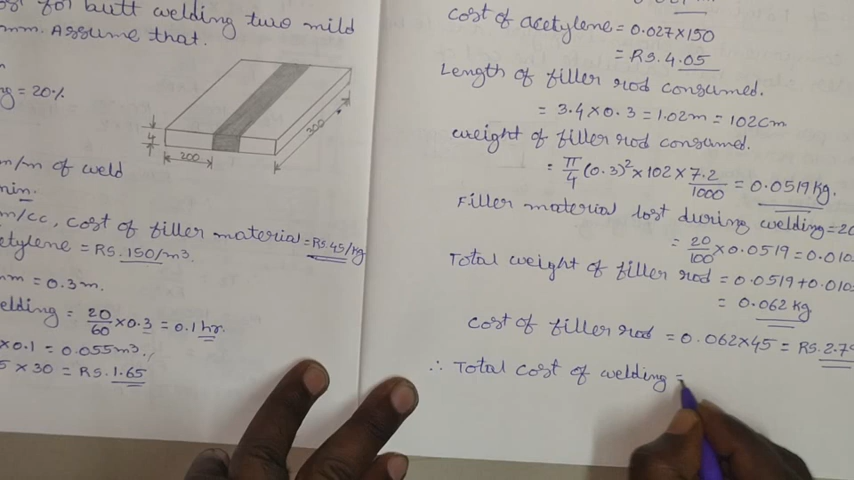 for butt welding two mild
mm. Assume that.
g = 20%
4
200
300
m/m of weld
min.
m/cc, cost of filler material = Rs.45/kg
etylene = Rs.150/m³.
mm = 0.3m.
elding = 20/60 × 0.3 = 0.1 hr.
× 0.1 = 0.055m³.
5 × 30 = Rs.1.65
cost of acetylene = 0.027×150
= Rs.4.05
Length of filler rod consumed.
= 3.4×0.3 = 1.02m = 102cm
weight of filler rod consumed.
= π/4 (0.3)² × 102 × 7.2/1000 = 0.0519 kg.
Filler material lost during welding = 20
= 20/100 × 0.0519 = 0.010
Total weight of filler rod = 0.0519+0.010
= 0.062 kg
cost of filler rod = 0.062×45 = Rs.2.79
∴ Total cost of welding =